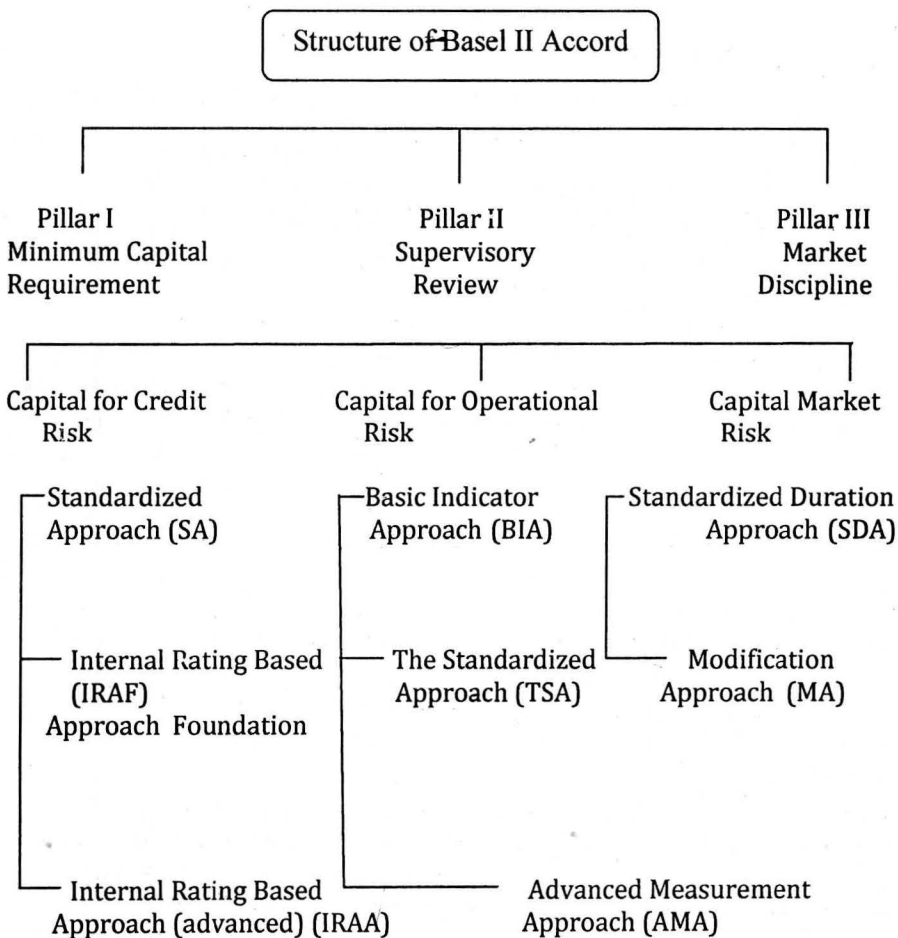 Structure of Basel II Accord
Pillar I
Minimum Capital
Requirement
Pillar II
Supervisory
Review
Pillar III
Market
Discipline
Capital for Credit
Risk
Capital for Operational
Risk
Capital Market
Risk
Standardized
Approach (SA)
Basic Indicator
Approach (BIA)
Standardized Duration
Approach (SDA)
Internal Rating Based
(IRAF)
Approach Foundation
The Standardized
Approach (TSA)
Modification
Approach (MA)
Internal Rating Based
Approach (advanced) (IRAA)
Advanced Measurement
Approach (AMA)